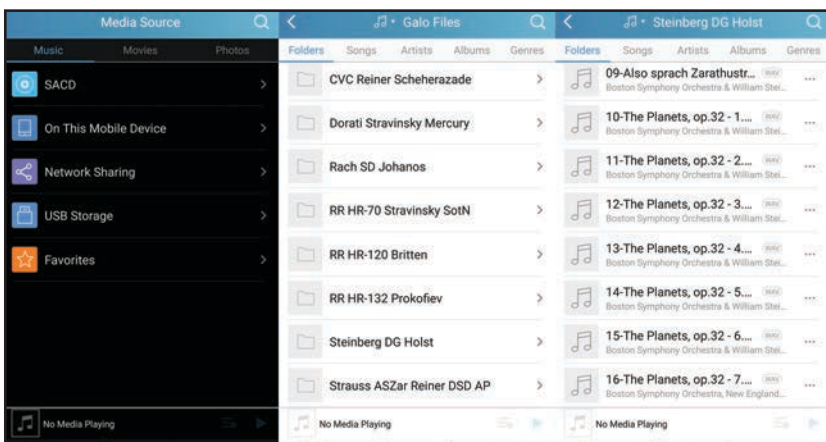 Media Source
Music Movies Photos
SACD
On This Mobile Device
Network Sharing
USB Storage
Favorites
No Media Playing
Galo Files
Folders Songs Artists Albums Genres
CVC Reiner Scheherazade
Dorati Stravinsky Mercury
Rach SD Johanos
RR HR-70 Stravinsky SotN
RR HR-120 Britten
RR HR-132 Prokofiev
Steinberg DG Holst
Strauss ASZar Reiner DSD AP
No Media Playing
Steinberg DG Holst
Folders Songs Artists Albums Genres
09-Also sprach Zarathustr... WAV
Boston Symphony Orchestra & William Stei...
10-The Planets, op.32 - 1.... WAV
Boston Symphony Orchestra & William Stei...
11-The Planets, op.32 - 2.... WAV
Boston Symphony Orchestra & William Stei...
12-The Planets, op.32 - 3.... WAV
Boston Symphony Orchestra & William Stei...
13-The Planets, op.32 - 4.... WAV
Boston Symphony Orchestra & William Stei...
14-The Planets, op.32 - 5.... WAV
Boston Symphony Orchestra & William Stei...
15-The Planets, op.32 - 6.... WAV
Boston Symphony Orchestra & William Stei...
16-The Planets, op.32 - 7.... WAV
Boston Symphony Orchestra, New England...
No Media Playing